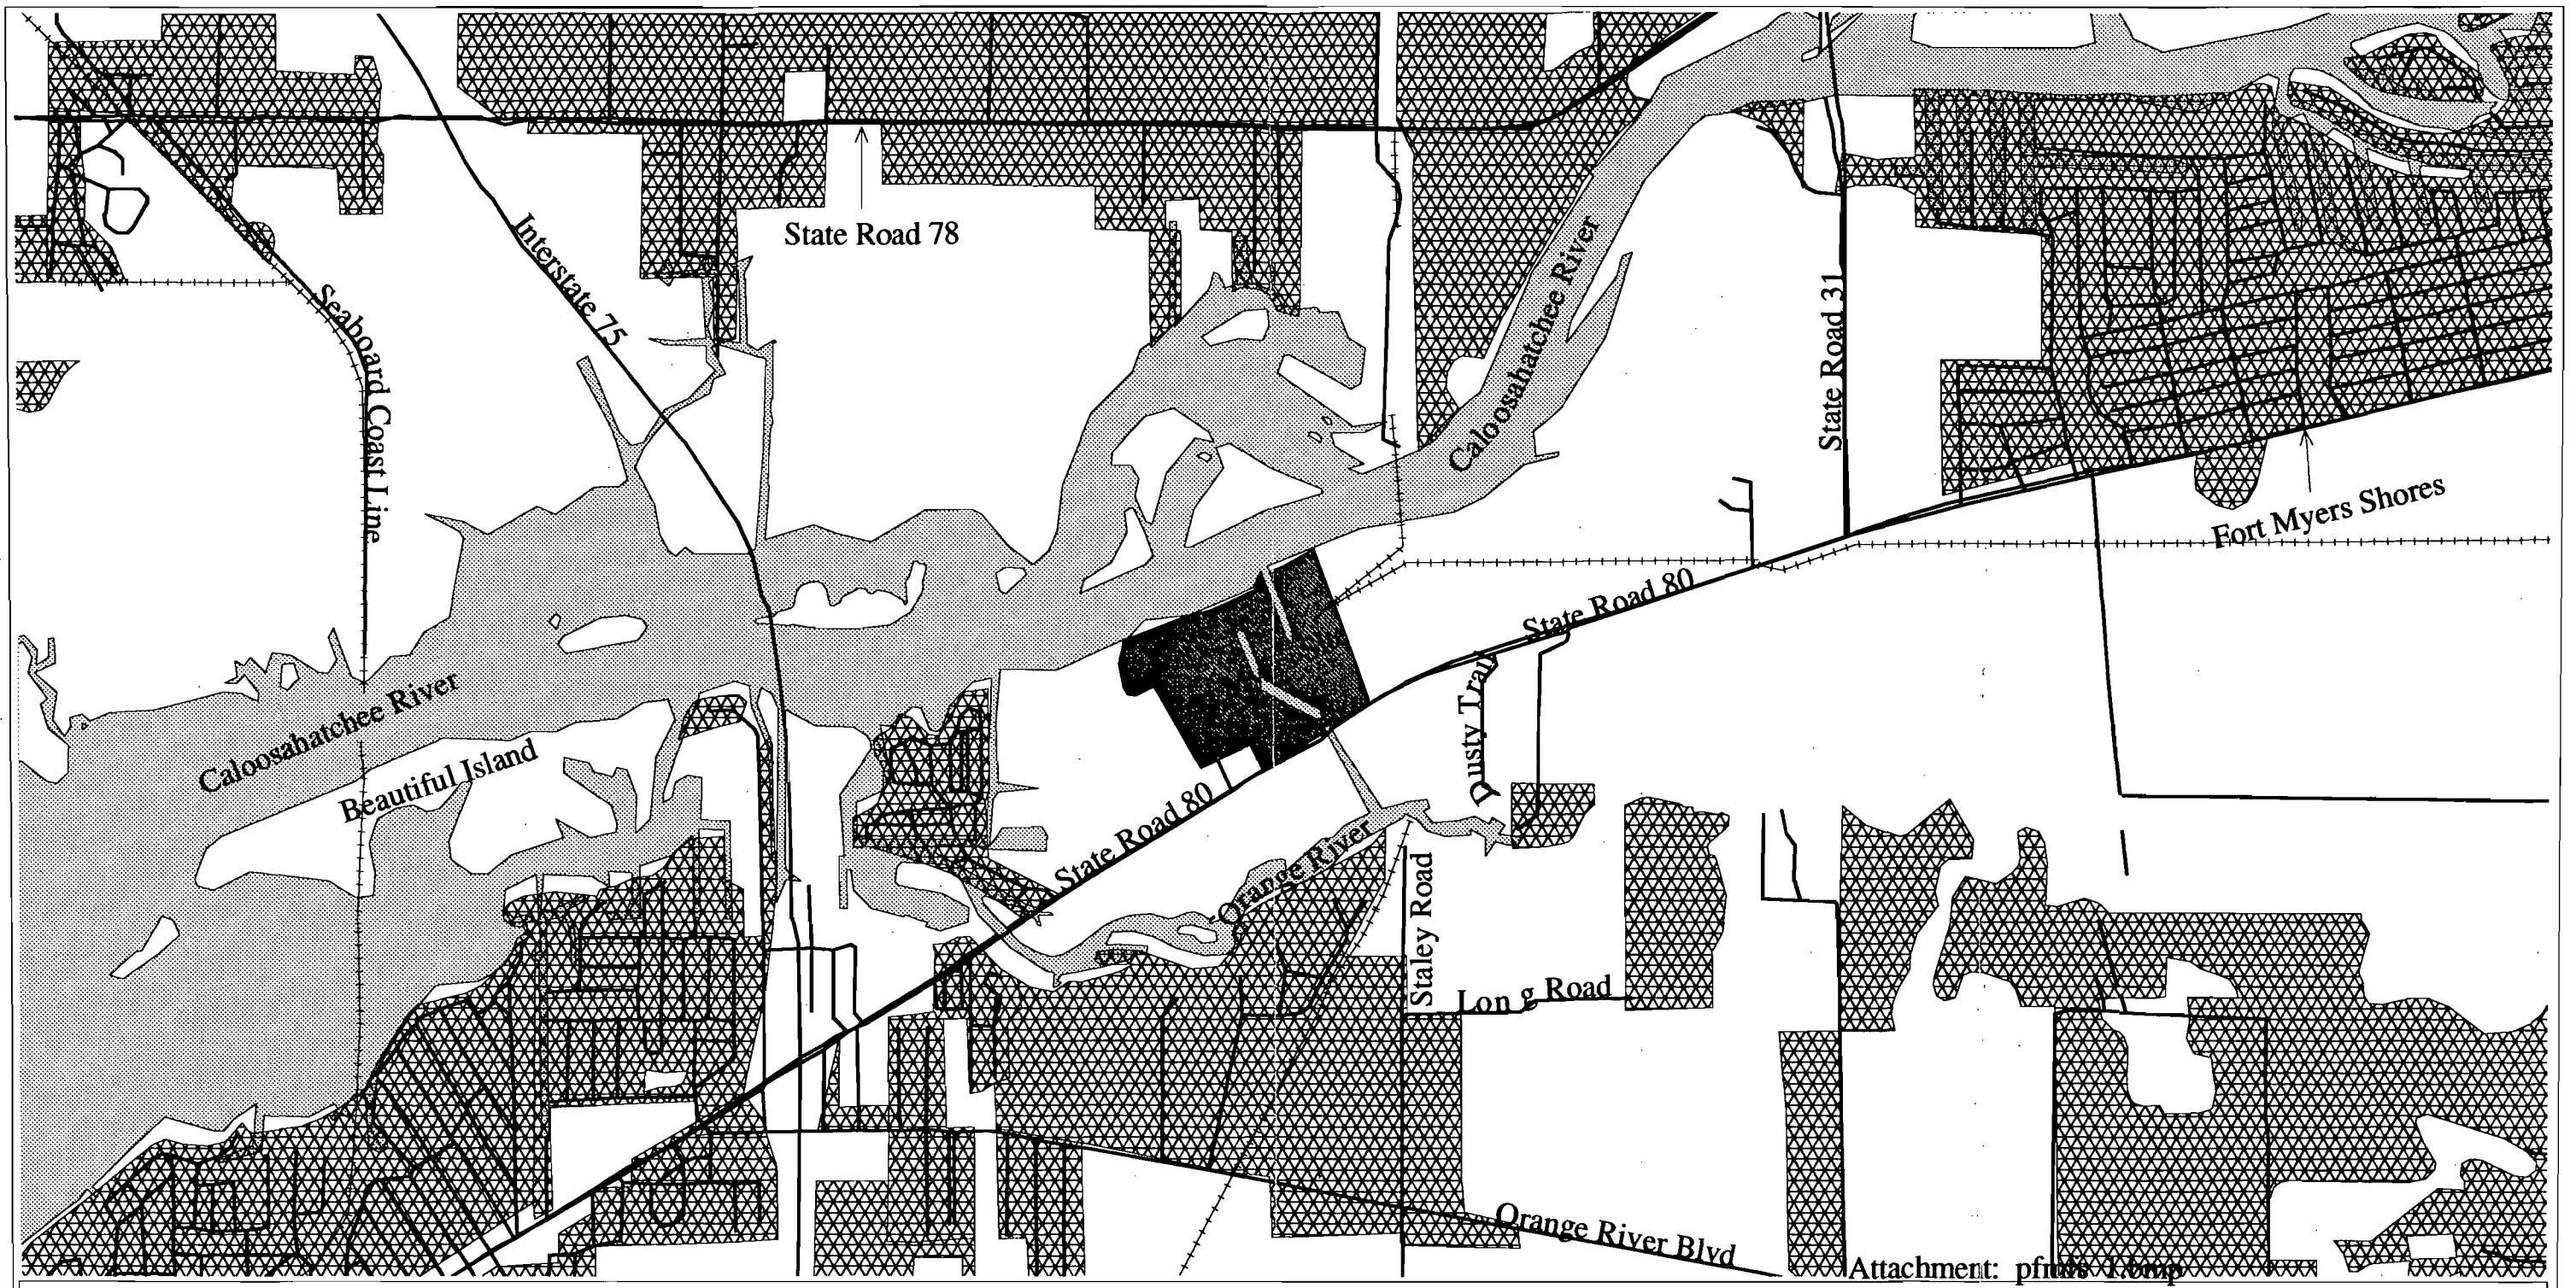 State Road 78
Interstate 75
Seaboard Coast Line
Caloosahatchee River
State Road 31
Fort Myers Shores
State Road 80
Dusty Trail
Caloosahatchee River
Beautiful Island
State Road 80
Orange River
Staley Road
Lon g Road
Orange River Blvd
Attachment: